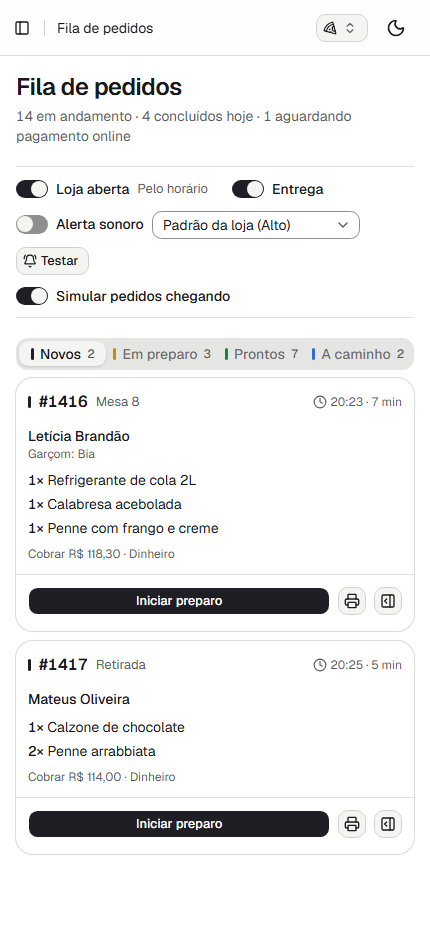 Fila de pedidos
Fila de pedidos
14 em andamento · 4 concluídos hoje · 1 aguardando
pagamento online
Loja aberta Pelo horário Entrega
Alerta sonoro Padrão da loja (Alto)
Testar
Simular pedidos chegando
Novos 2 Em preparo 3 Prontos 7 A caminho 2
#1416 Mesa 8 20:23 · 7 min
Letícia Brandão
Garçom: Bia
1× Refrigerante de cola 2L
1× Calabresa acebolada
1× Penne com frango e creme
Cobrar R$ 118,30 · Dinheiro
Iniciar preparo
#1417 Retirada 20:25 · 5 min
Mateus Oliveira
1× Calzone de chocolate
2× Penne arrabbiata
Cobrar R$ 114,00 · Dinheiro
Iniciar preparo